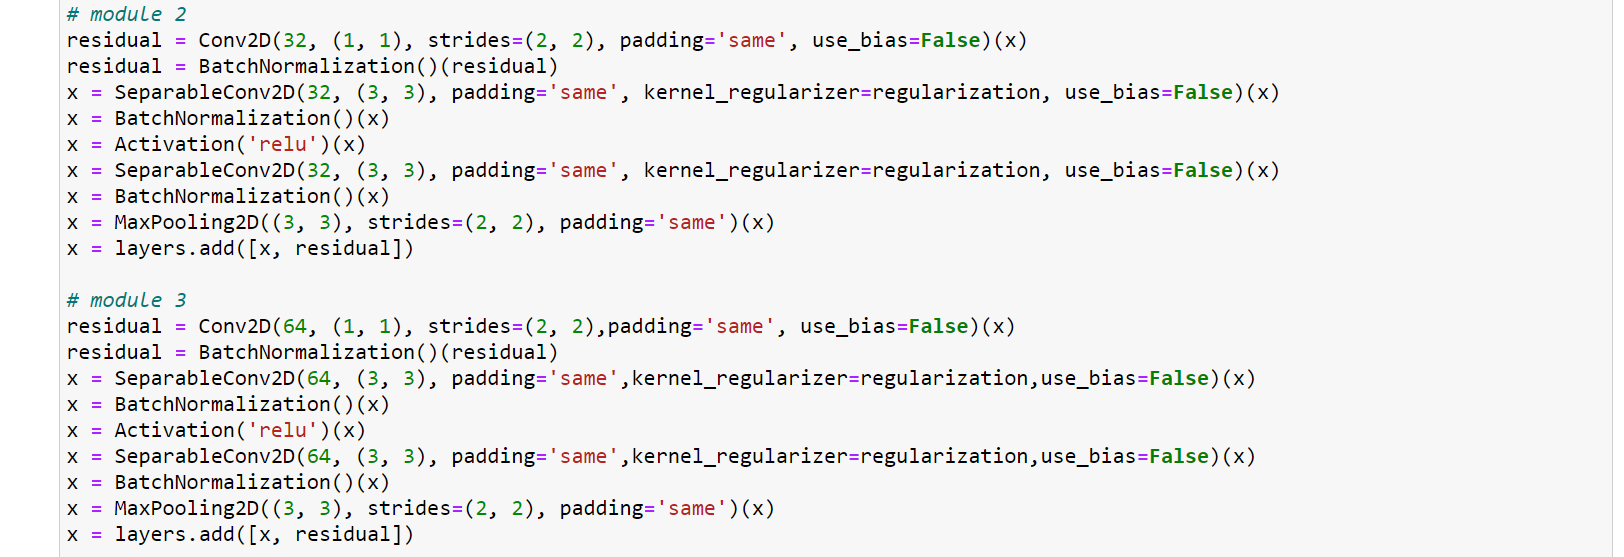 # module 2
residual = Conv2D(32, (1, 1), strides=(2, 2), padding='same', use_bias=False)(x)
residual = BatchNormalization()(residual)
x = SeparableConv2D(32, (3, 3), padding='same', kernel_regularizer=regularization, use_bias=False)(x)
x = BatchNormalization()(x)
x = Activation('relu')(x)
x = SeparableConv2D(32, (3, 3), padding='same', kernel_regularizer=regularization, use_bias=False)(x)
x = BatchNormalization()(x)
x = MaxPooling2D((3, 3), strides=(2, 2), padding='same')(x)
x = layers.add([x, residual])

# module 3
residual = Conv2D(64, (1, 1), strides=(2, 2),padding='same', use_bias=False)(x)
residual = BatchNormalization()(residual)
x = SeparableConv2D(64, (3, 3), padding='same',kernel_regularizer=regularization,use_bias=False)(x)
x = BatchNormalization()(x)
x = Activation('relu')(x)
x = SeparableConv2D(64, (3, 3), padding='same',kernel_regularizer=regularization,use_bias=False)(x)
x = BatchNormalization()(x)
x = MaxPooling2D((3, 3), strides=(2, 2), padding='same')(x)
x = layers.add([x, residual])